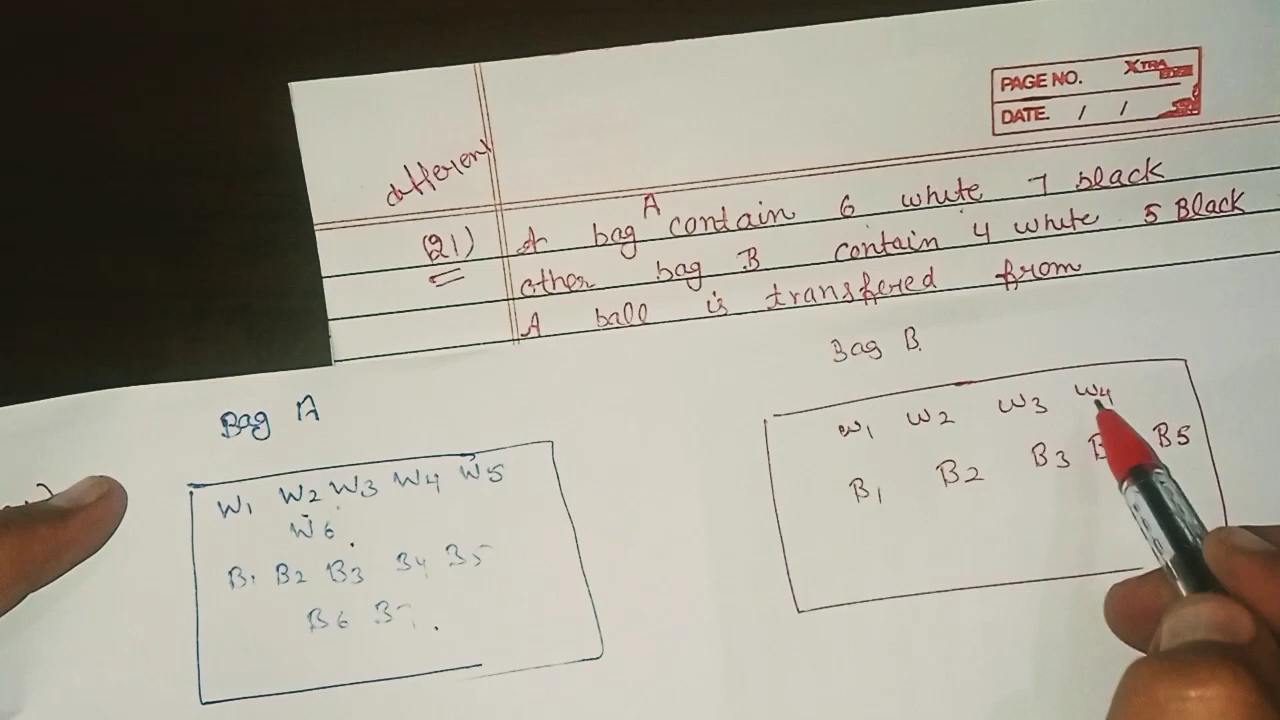 PAGE NO.
XTRA
DATE. / /
different
(21) A bag A contain 6 white 7 black
other bag B contain 4 white 5 Black
A ball is transfered from
Bag A
Bag B.
W1 W2 W3 W4 W5
W6.
B1 B2 B3 B4 B5
B6 B7.
W1 W2 W3 W4
B1 B2 B3 B B5